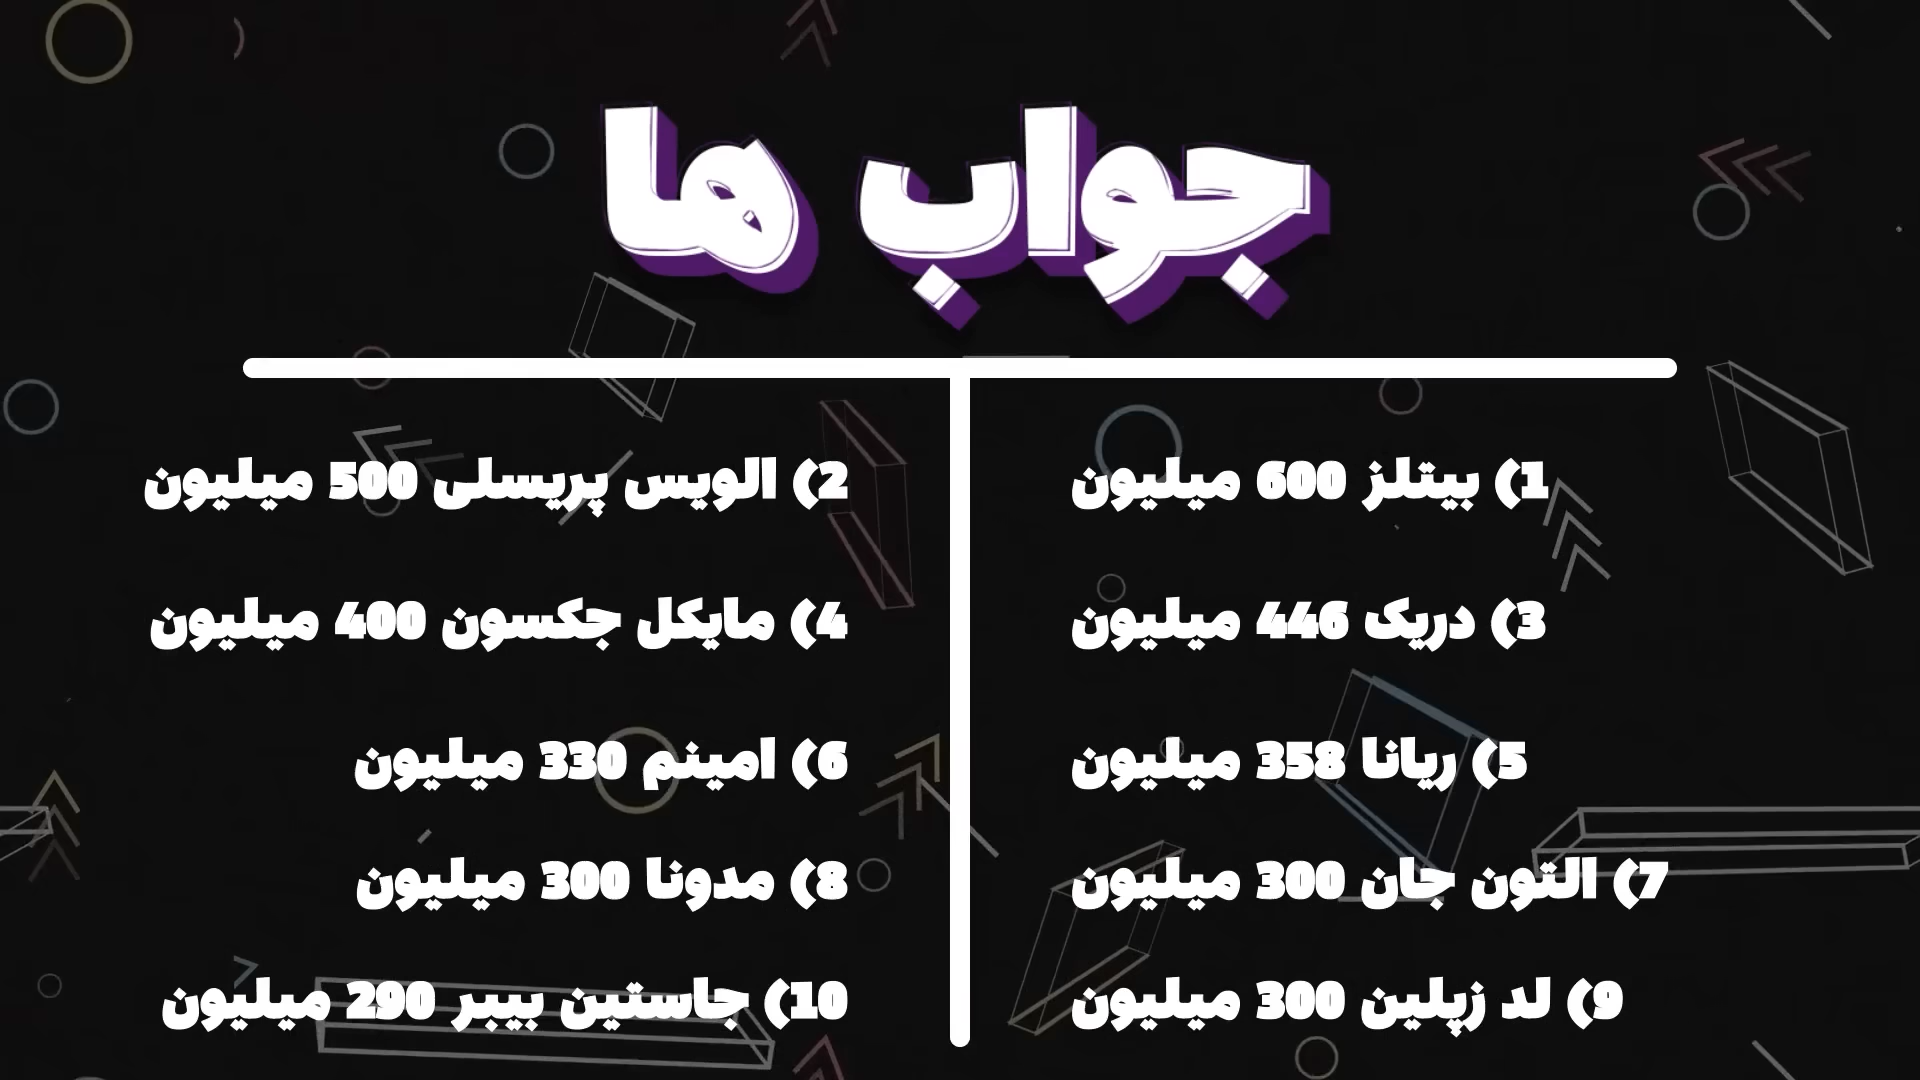 جواب ها
1) بیتلز 600 میلیون
2) الویس پریسلی 500 میلیون
3) دریک 446 میلیون
4) مایکل جکسون 400 میلیون
5) ریانا 358 میلیون
6) امینم 330 میلیون
7) التون جان 300 میلیون
8) مدونا 300 میلیون
9) لد زپلین 300 میلیون
10) جاستین بیبر 290 میلیون